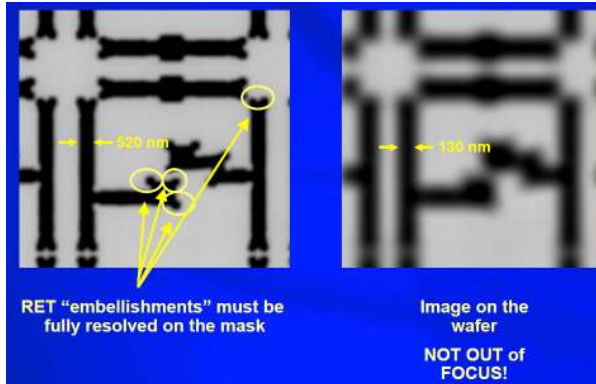 520 nm
130 nm
RET “embellishments” must be
fully resolved on the mask
Image on the
wafer
NOT OUT of
FOCUS!